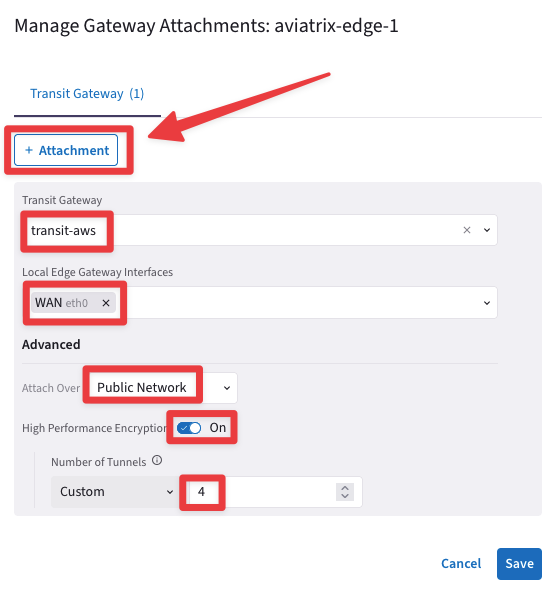 Manage Gateway Attachments: aviatrix-edge-1
Transit Gateway (1)
+ Attachment
Transit Gateway
transit-aws
Local Edge Gateway Interfaces
WAN eth0
Advanced
Attach Over Public Network
High Performance Encryption On
Number of Tunnels
Custom 4
Cancel Save